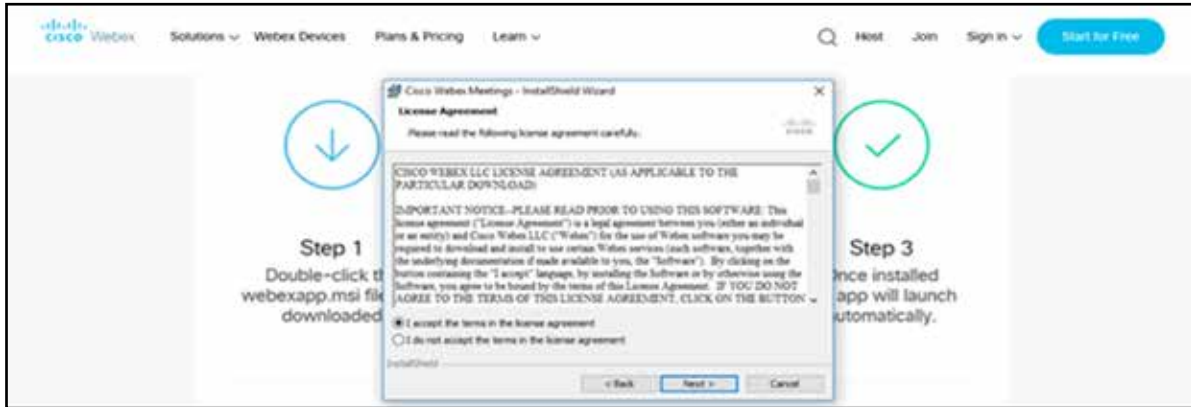 cisco Webex Solutions Webex Devices Plans & Pricing Learn Host Join Sign in Start for Free
Cisco Webex Meetings - InstallShield Wizard
License Agreement
Please read the following license agreement carefully.
cisco
CISCO WEBEX LLC LICENSE AGREEMENT (AS APPLICABLE TO THE
PARTICULAR DOWNLOAD)
IMPORTANT NOTICE--PLEASE READ PRIOR TO USING THIS SOFTWARE: This
license agreement ("License Agreement") is a legal agreement between you (either an individual
or an entity) and Cisco Webex LLC ("Webex") for the use of Webex software you may be
required to download and install to use certain Webex services (such software, together with
the underlying documentation if made available to you, the "Software"). By clicking on the
button containing the "I accept" language, by installing the Software or by otherwise using the
Software, you agree to be bound by the terms of this License Agreement. IF YOU DO NOT
AGREE TO THE TERMS OF THIS LICENSE AGREEMENT, CLICK ON THE BUTTON
I accept the terms in the license agreement
I do not accept the terms in the license agreement
InstallShield
< Back Next > Cancel
Step 1
Double-click
webexapp.msi
downloaded
Step 3
Once installed
app will launch
automatically.